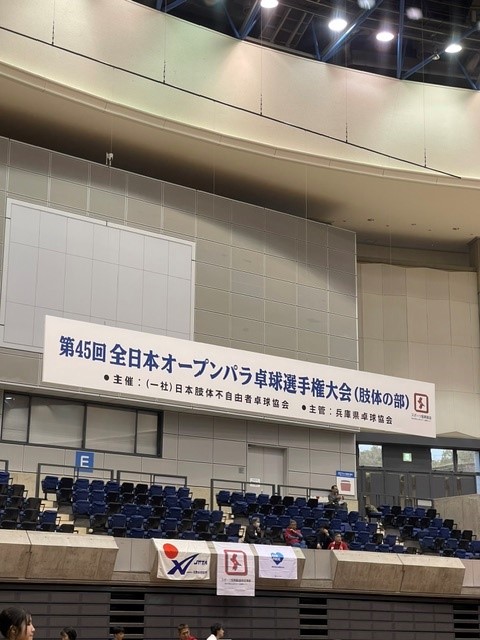 第45回 全日本オープンパラ卓球選手権大会(肢体の部)
●主催：(一社)日本肢体不自由者卓球協会 ●主管：兵庫県卓球協会
E